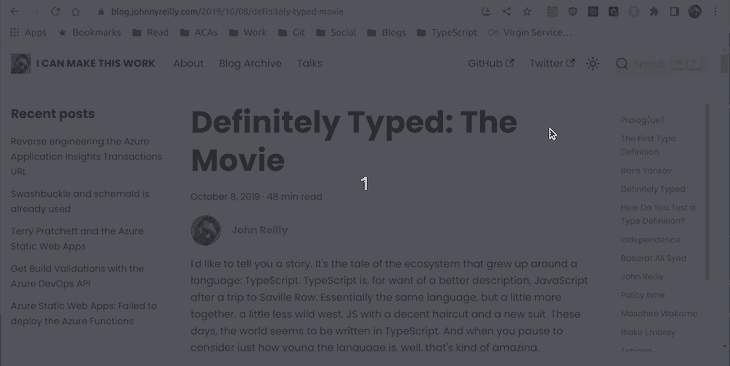 blog.johnnyreilly.com/2019/10/08/definitely-typed-movie
Apps Bookmarks Read ACAs Work Git Social Blogs TypeScript Virgin Service...
I CAN MAKE THIS WORK About Blog Archive Talks GitHub Twitter Search
Recent posts
Reverse engineering the Azure
Application Insights Transactions
URL
Swashbuckle and schemaId is
already used
Terry Pratchett and the Azure
Static Web Apps
Get Build Validations with the
Azure DevOps API
Azure Static Web Apps: Failed to
deploy the Azure Functions
Definitely Typed: The
Movie
1
October 8, 2019 · 48 min read
John Reilly
I'd like to tell you a story. It's the tale of the ecosystem that grew up around a
language: TypeScript. TypeScript is, for want of a better description, JavaScript
after a trip to Saville Row. Essentially the same language, but a little more
together, a little less wild west. JS with a decent haircut and a new suit. These
days, the world seems to be written in TypeScript. And when you pause to
consider just how young the language is, well, that's kind of amazing.
Prolog(ue)
The First Type
Definition
Boris Yankov
Definitely Typed
How Do You Test a
Type Definition?
Independence
Basarat Ali Syed
John Reilly
Policy time
Masahiro Wakame
Blake Embrey
Typings